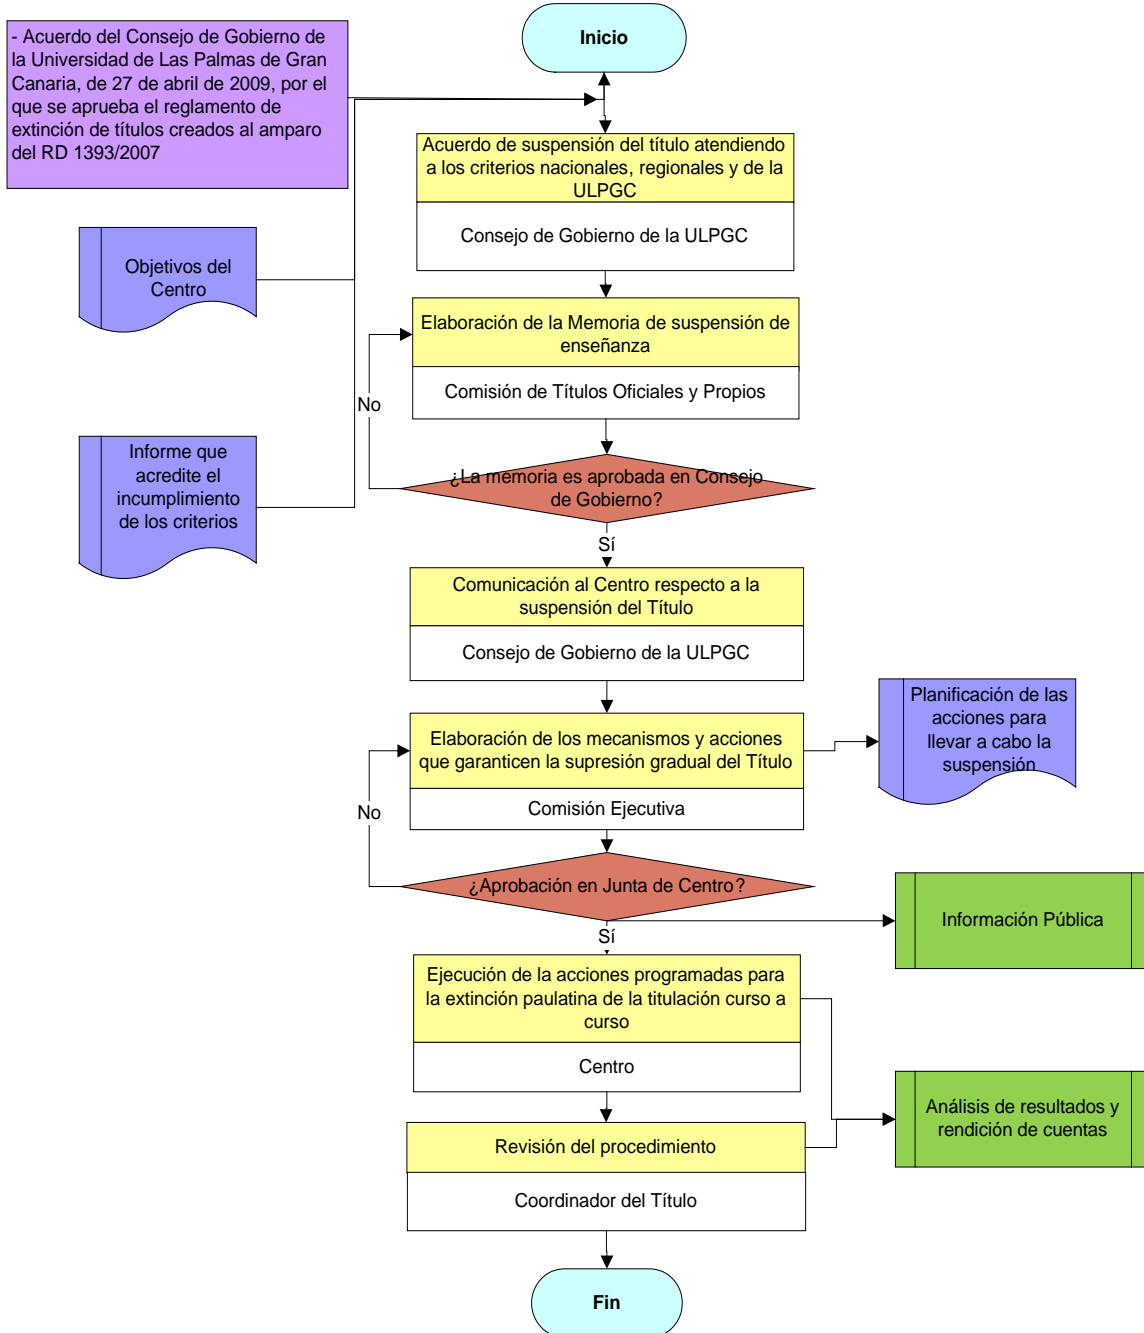 Inicio
- Acuerdo del Consejo de Gobierno de
la Universidad de Las Palmas de Gran
Canaria, de 27 de abril de 2009, por el
que se aprueba el reglamento de
extinción de títulos creados al amparo
del RD 1393/2007
Acuerdo de suspensión del título atendiendo
a los criterios nacionales, regionales y de la
ULPGC
Consejo de Gobierno de la ULPGC
Objetivos del
Centro
Elaboración de la Memoria de suspensión de
enseñanza
Comisión de Títulos Oficiales y Propios
No
Informe que
acredite el
incumplimiento
de los criterios
¿La memoria es aprobada en Consejo
de Gobierno?
Sí
Comunicación al Centro respecto a la
suspensión del Título
Consejo de Gobierno de la ULPGC
Planificación de las
acciones para
llevar a cabo la
suspensión
Elaboración de los mecanismos y acciones
que garanticen la supresión gradual del Título
Comisión Ejecutiva
No
¿Aprobación en Junta de Centro?
Información Pública
Sí
Ejecución de la acciones programadas para
la extinción paulatina de la titulación curso a
curso
Centro
Análisis de resultados y
rendición de cuentas
Revisión del procedimiento
Coordinador del Título
Fin